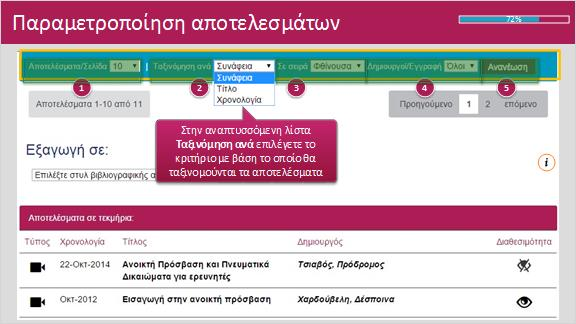 Παραμετροποίηση αποτελεσμάτων
72%
Αποτελέσματα/Σελίδα 10 | Ταξινόμηση ανά Συνάφεια Σε σειρά Φθίνουσα Δημιουργοί/Εγγραφή Όλοι Ανανέωση
Συνάφεια
Τίτλο
Χρονολογία
1 2 3 4 5
Αποτελέσματα 1-10 από 11
Προηγούμενο 1 2 επόμενο
Στην αναπτυσσόμενη λίστα
Ταξινόμηση ανά επιλέγετε το
κριτήριο με βάση το οποίο θα
ταξινομούνται τα αποτελέσματα
Εξαγωγή σε:
i
Επιλέξτε στυλ βιβλιογραφικής α
Αποτελέσματα σε τεκμήρια:
Τύπος Χρονολογία Τίτλος Δημιουργός Διαθεσιμότητα
22-Οκτ-2014 Ανοικτή Πρόσβαση και Πνευματικά Τσιαβός, Πρόδρομος
Δικαιώματα για ερευνητές
Οκτ-2012 Εισαγωγή στην ανοικτή πρόσβαση Χαρδούβελη, Δέσποινα